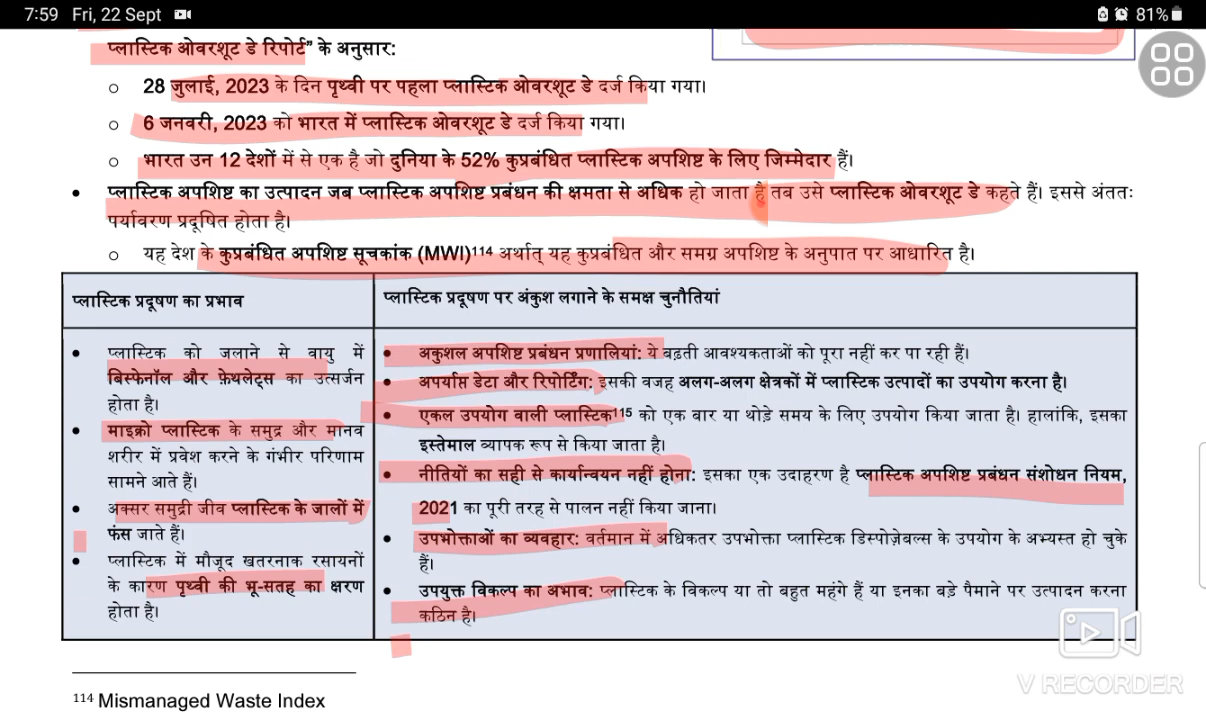 7:59 Fri, 22 Sept 81%
प्लास्टिक ओवरशूट डे रिपोर्ट" के अनुसार:
o 28 जुलाई, 2023 के दिन पृथ्वी पर पहला प्लास्टिक ओवरशूट डे दर्ज किया गया।
o 6 जनवरी, 2023 को भारत में प्लास्टिक ओवरशूट डे दर्ज किया गया।
o भारत उन 12 देशों में से एक है जो दुनिया के 52% कुप्रबंधित प्लास्टिक अपशिष्ट के लिए जिम्मेदार हैं।
• प्लास्टिक अपशिष्ट का उत्पादन जब प्लास्टिक अपशिष्ट प्रबंधन की क्षमता से अधिक हो जाता है तब उसे प्लास्टिक ओवरशूट डे कहते हैं। इससे अंततः
पर्यावरण प्रदूषित होता है।
o यह देश के कुप्रबंधित अपशिष्ट सूचकांक (MWI)114 अर्थात् यह कुप्रबंधित और समग्र अपशिष्ट के अनुपात पर आधारित है।
प्लास्टिक प्रदूषण का प्रभाव
• प्लास्टिक को जलाने से वायु में
बिस्फेनॉल और फ़ेथलेट्स का उत्सर्जन
होता है।
• माइक्रो प्लास्टिक के समुद्र और मानव
शरीर में प्रवेश करने के गंभीर परिणाम
सामने आते हैं।
• अक्सर समुद्री जीव प्लास्टिक के जालों में
फंस जाते हैं।
• प्लास्टिक में मौजूद खतरनाक रसायनों
के कारण पृथ्वी की भू-सतह का क्षरण
होता है।
प्लास्टिक प्रदूषण पर अंकुश लगाने के समक्ष चुनौतियां
• अकुशल अपशिष्ट प्रबंधन प्रणालियां: ये बढ़ती आवश्यकताओं को पूरा नहीं कर पा रही हैं।
• अपर्याप्त डेटा और रिपोर्टिंग: इसकी वजह अलग-अलग क्षेत्रकों में प्लास्टिक उत्पादों का उपयोग करना है।
• एकल उपयोग वाली प्लास्टिक115 को एक बार या थोड़े समय के लिए उपयोग किया जाता है। हालांकि, इसका
इस्तेमाल व्यापक रूप से किया जाता है।
• नीतियों का सही से कार्यान्वयन नहीं होना: इसका एक उदाहरण है प्लास्टिक अपशिष्ट प्रबंधन संशोधन नियम,
2021 का पूरी तरह से पालन नहीं किया जाना।
• उपभोक्ताओं का व्यवहार: वर्तमान में अधिकतर उपभोक्ता प्लास्टिक डिस्पोज़ेबल्स के उपयोग के अभ्यस्त हो चुके
हैं।
• उपयुक्त विकल्प का अभाव: प्लास्टिक के विकल्प या तो बहुत महंगे हैं या इनका बड़े पैमाने पर उत्पादन करना
कठिन है।
V RECORDER
114 Mismanaged Waste Index